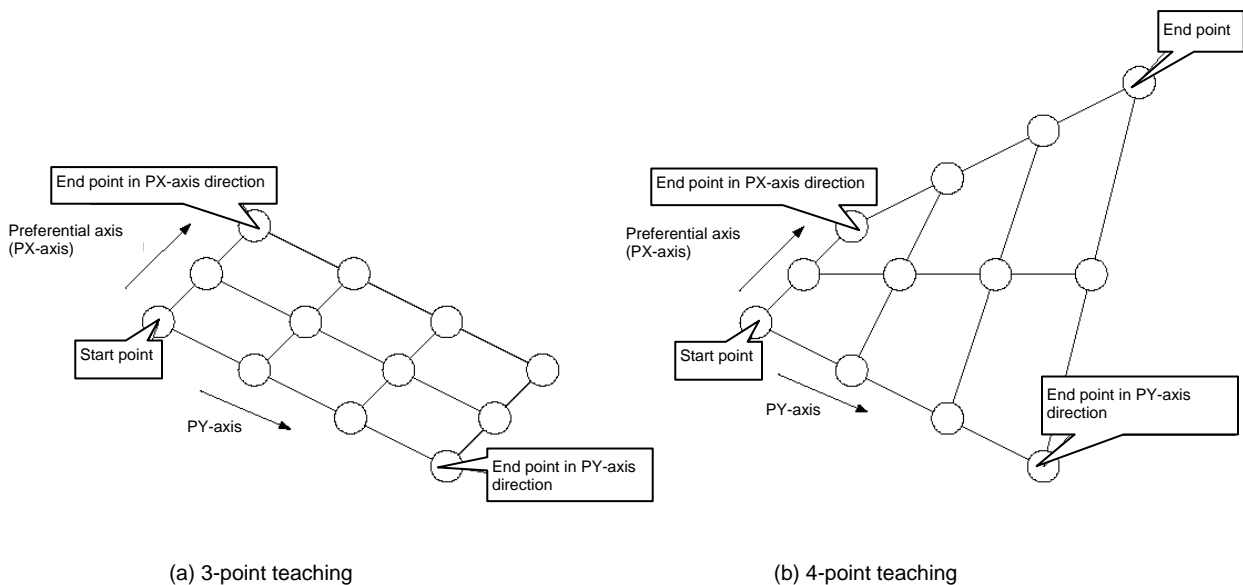 End point in PX-axis direction
Preferential axis
(PX-axis)
Start point
PY-axis
End point in PY-axis
direction
(a) 3-point teaching
End point
End point in PX-axis direction
Preferential axis
(PX-axis)
Start point
PY-axis
End point in PY-axis
direction
(b) 4-point teaching